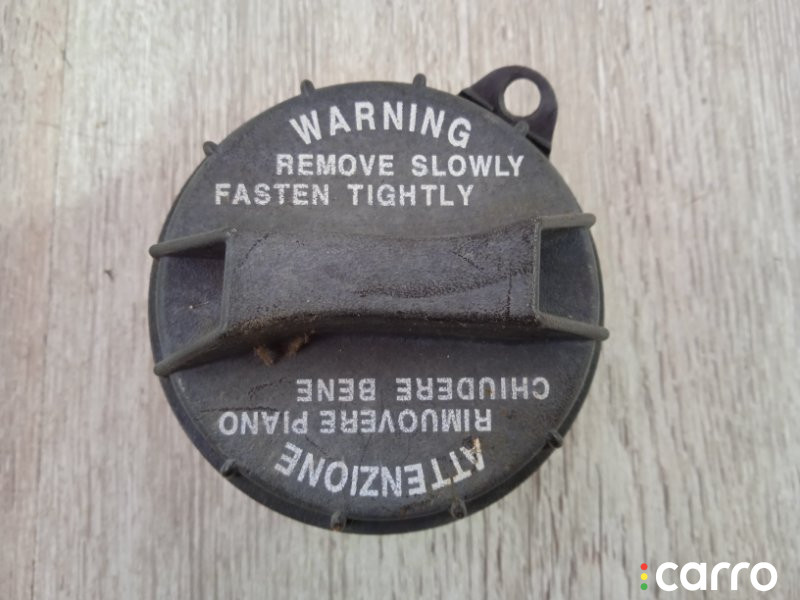 WARNING
REMOVE SLOWLY
FASTEN TIGHTLY
ATTENZIONE
RIMUOVERE PIANO
CHIUDERE BENE
carro